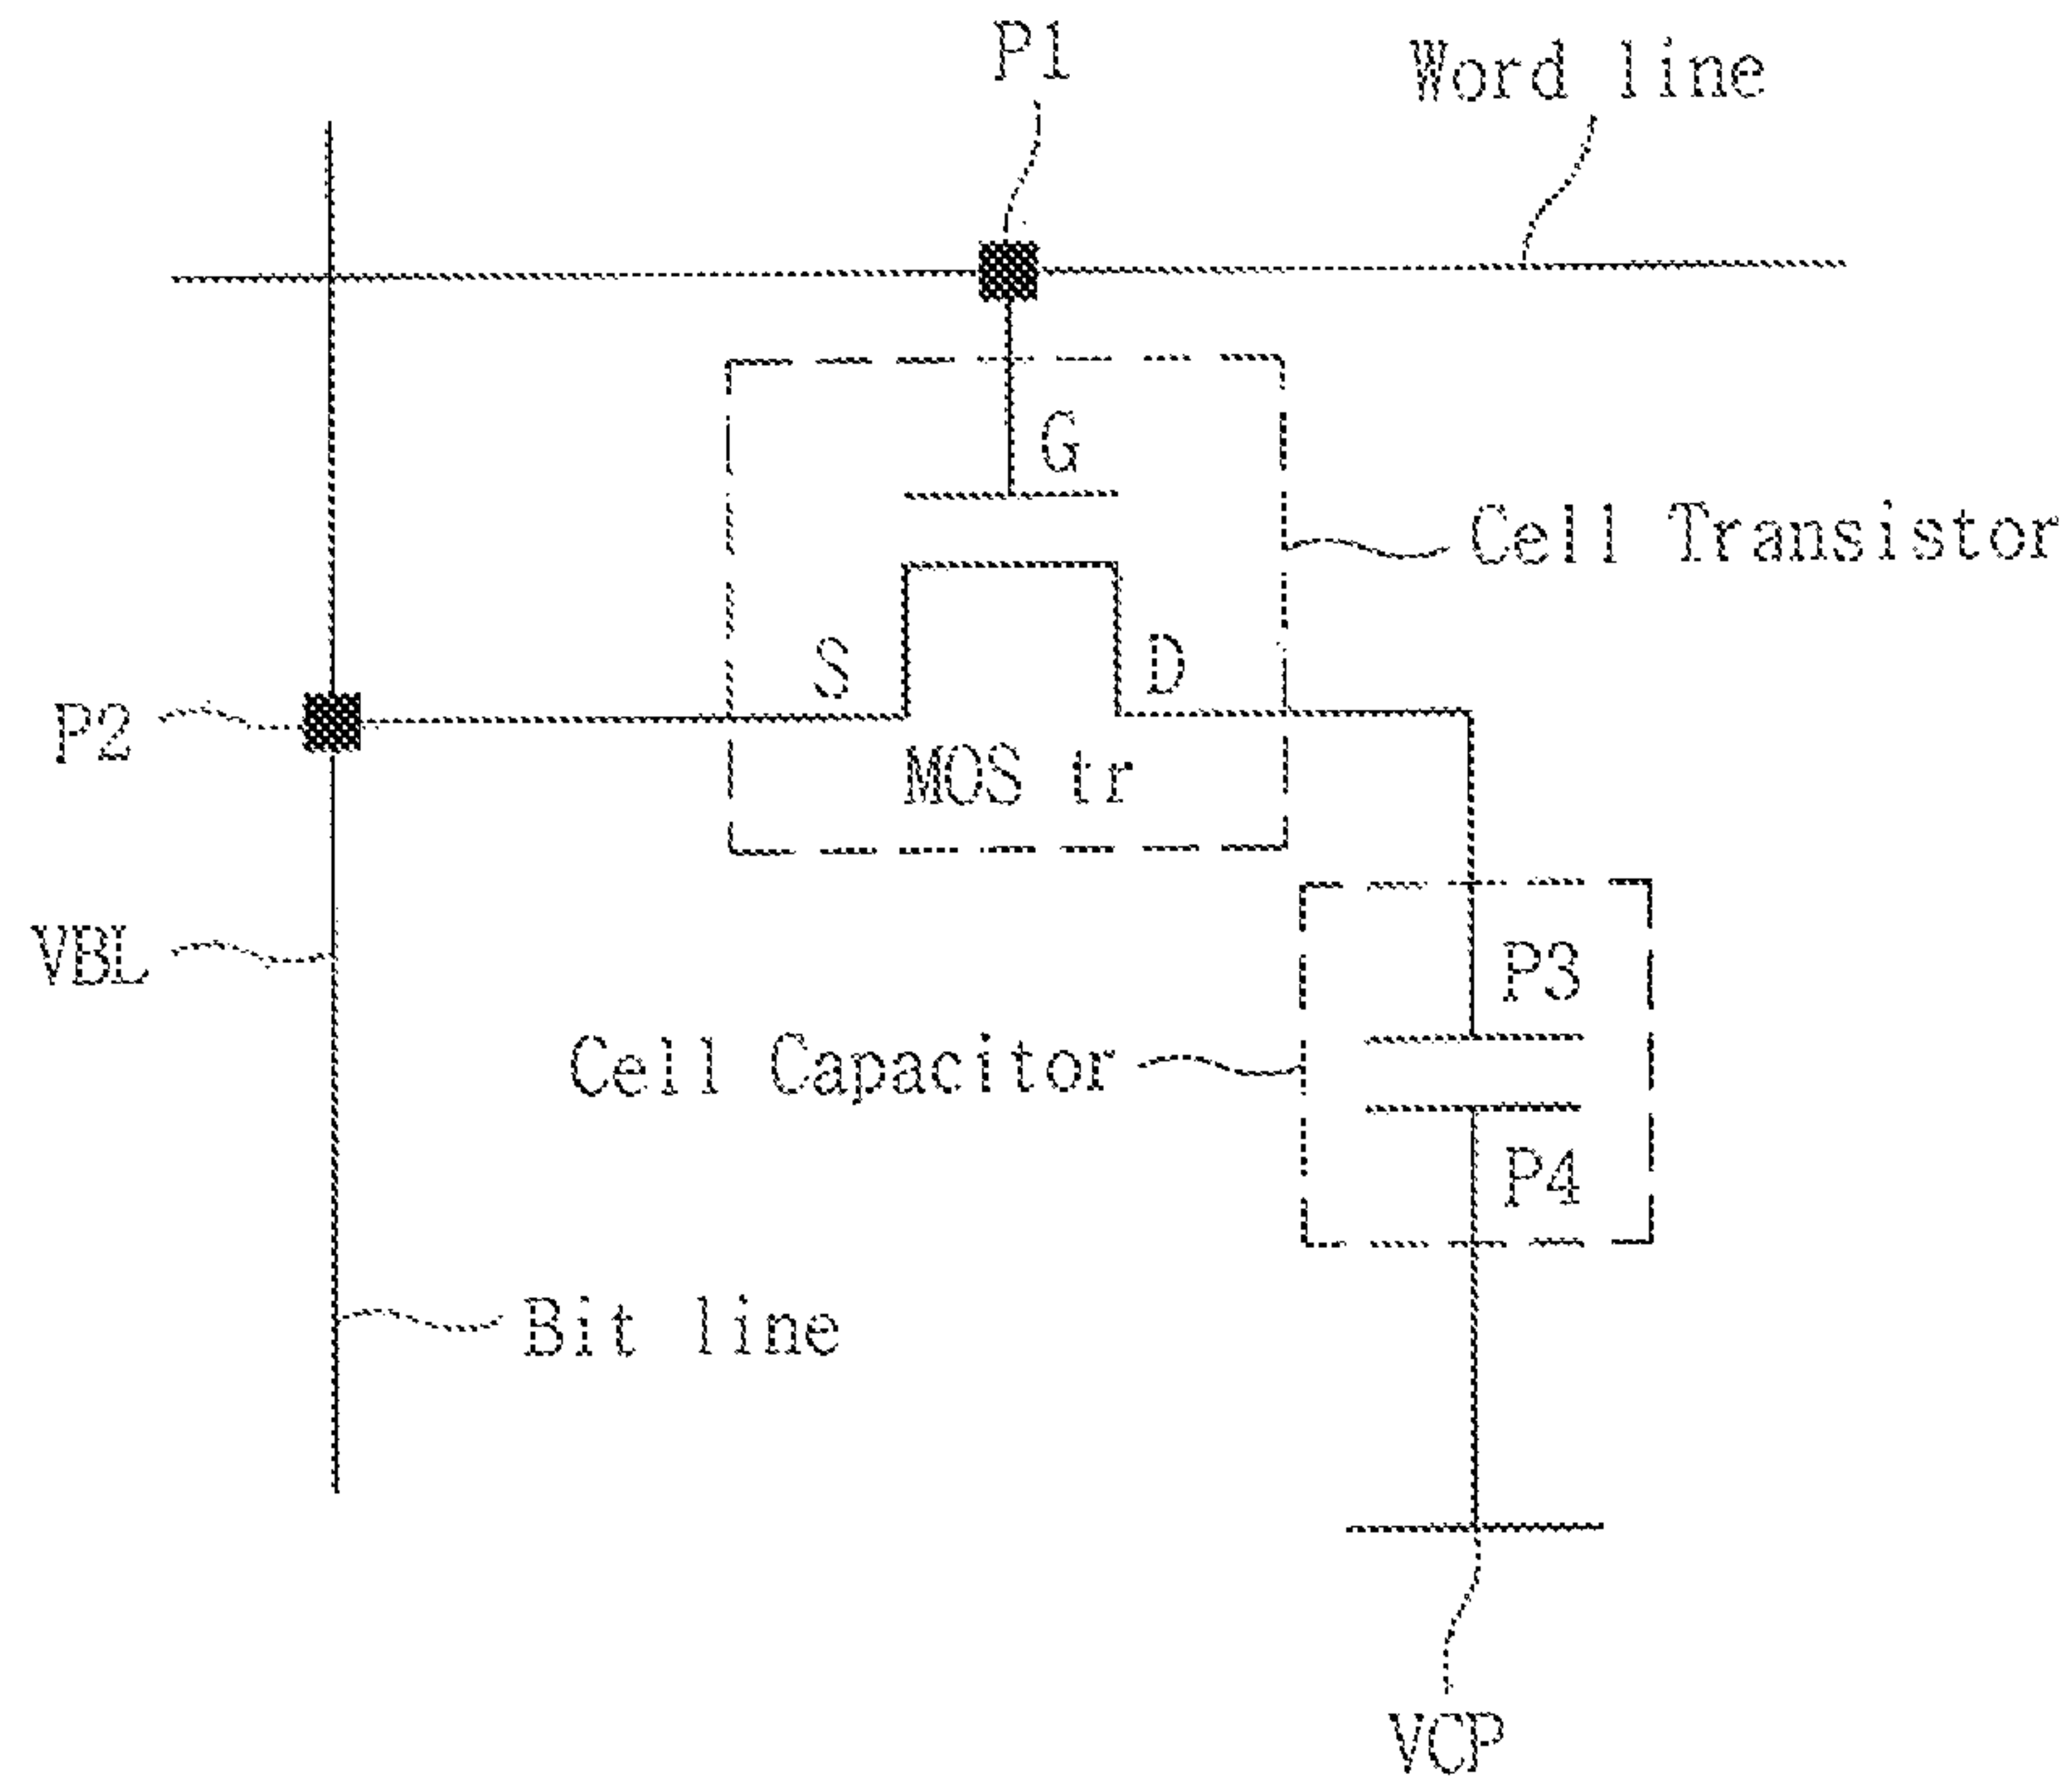 P1
Word line
G
Cell Transistor
S
D
P2
MOS tr
VBL
P3
Cell Capacitor
P4
Bit line
VCP